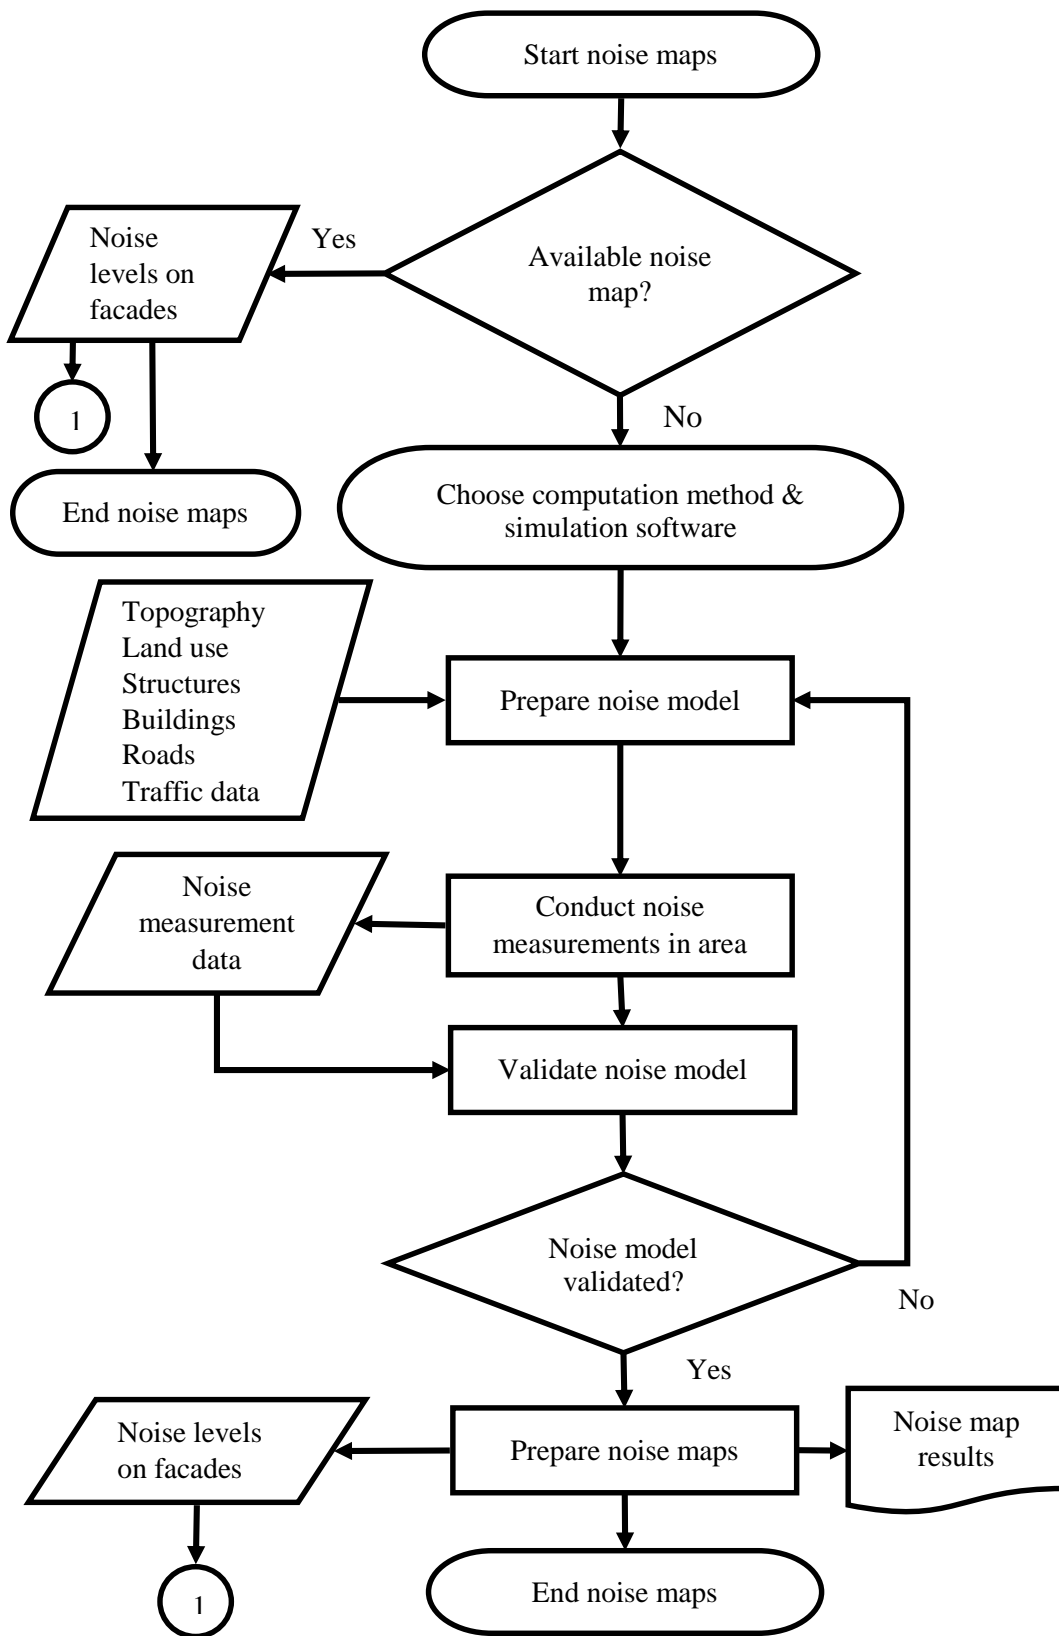 Start noise maps
Available noise
map?
Yes
Noise
levels on
facades
1
End noise maps
No
Choose computation method &
simulation software
Topography
Land use
Structures
Buildings
Roads
Traffic data
Prepare noise model
Conduct noise
measurements in area
Noise
measurement
data
Validate noise model
Noise model
validated?
No
Yes
Prepare noise maps
Noise levels
on facades
Noise map
results
1
End noise maps